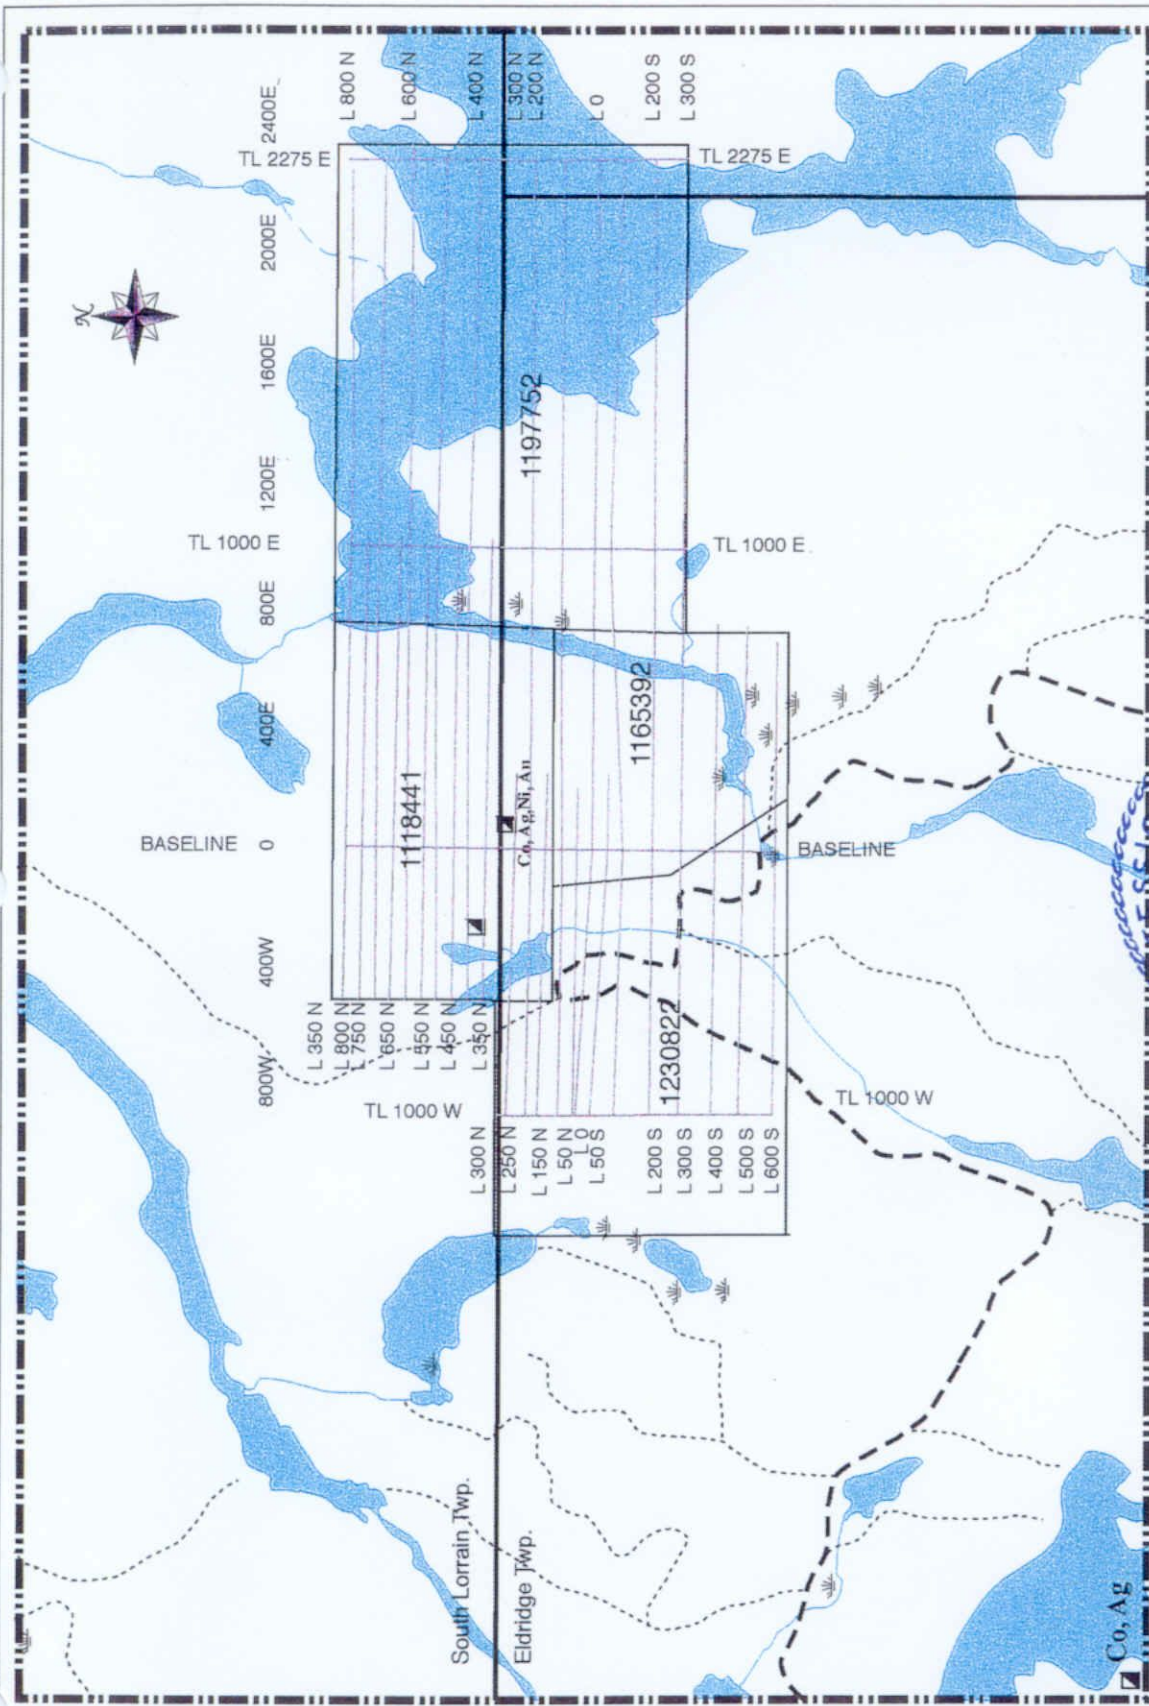 N
2400E
2000E
1600E
1200E
800E
400E
0
400W
800W
TL 2275 E
TL 1000 E
BASELINE
TL 1000 W
L 800 N
L 600 N
L 400 N
L 300 N
L 200 N
L 0
L 200 S
L 300 S
TL 2275 E
TL 1000 E
BASELINE
TL 1000 W
1197752
1165392
1118441
1230822
Co, Ag, Ni, Au
L 350 N
L 800 N
L 750 N
L 650 N
L 550 N
L 450 N
L 350 N
L 300 N
L 250 N
L 150 N
L 50 N
L 0
L 50 S
L 200 S
L 300 S
L 400 S
L 500 S
L 600 S
South Lorrain Twp.
Eldridge Twp.
Co, Ag